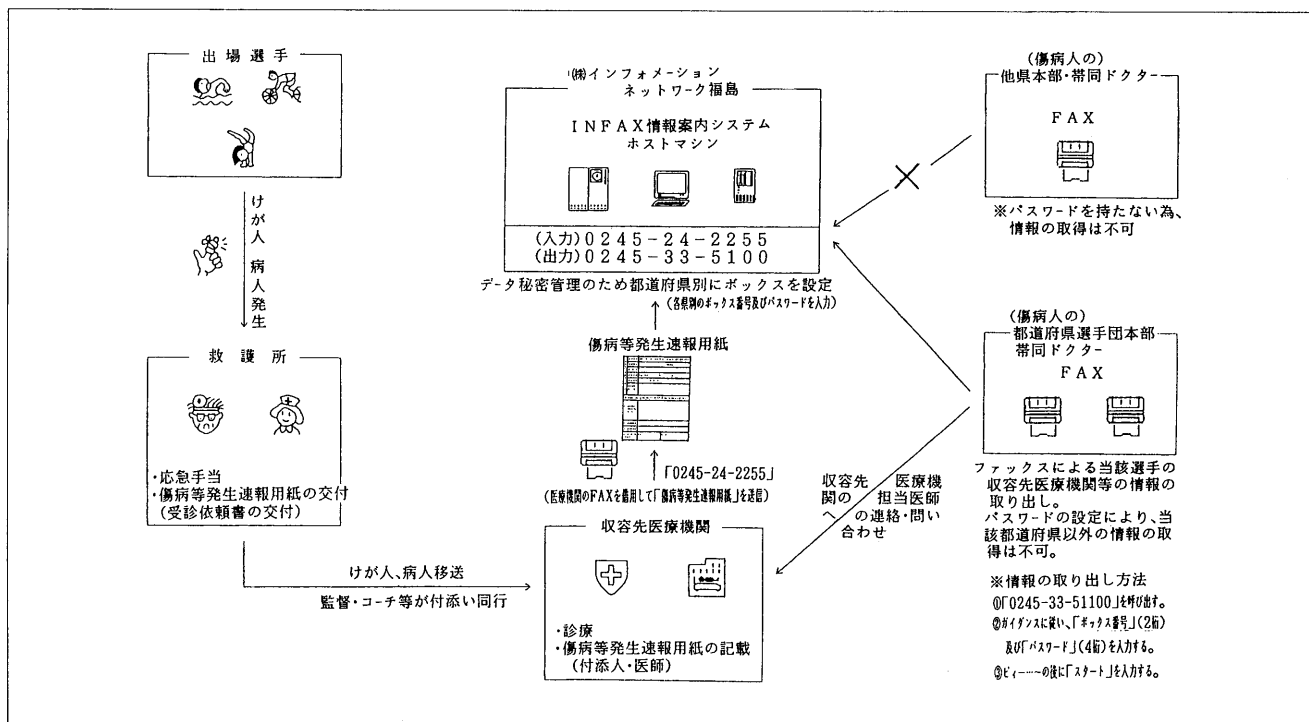 出場選手
けが人 病人発生
救護所
・応急手当
・傷病等発生速報用紙の交付
(受診依頼書の交付)
けが人、病人移送
監督・コーチ等が付添い同行
(株)インフォメーション
ネットワーク福島
INFAX情報案内システム
ホストマシン
(入力)0245-24-2255
(出力)0245-33-5100
データ秘密管理のため都道府県別にボックスを設定
(各県別のボックス番号及びパスワードを入力)
傷病等発生速報用紙
「0245-24-2255」
(医療機関のFAXを借用して「傷病等発生速報用紙」を送信)
収容先医療機関
・診療
・傷病等発生速報用紙の記載
(付添人・医師)
収容先 医療機
関の 担当医師
へ の連絡・問い
合わせ
(傷病人の)
他県本部・帯同ドクター
FAX
※パスワードを持たない為、
情報の取得は不可
(傷病人の)
都道府県選手団本部
帯同ドクター
FAX
ファックスによる当該選手の
収容先医療機関等の情報の
取り出し。
パスワードの設定により、当
該都道府県以外の情報の取
得は不可。
※情報の取り出し方法
①「0245-33-51100」を呼び出す。
②ガイダンスに従い、「ボックス番号」(2桁)
及び「パスワード」(4桁)を入力する。
③ピィー……の後に「スタート」を入力する。